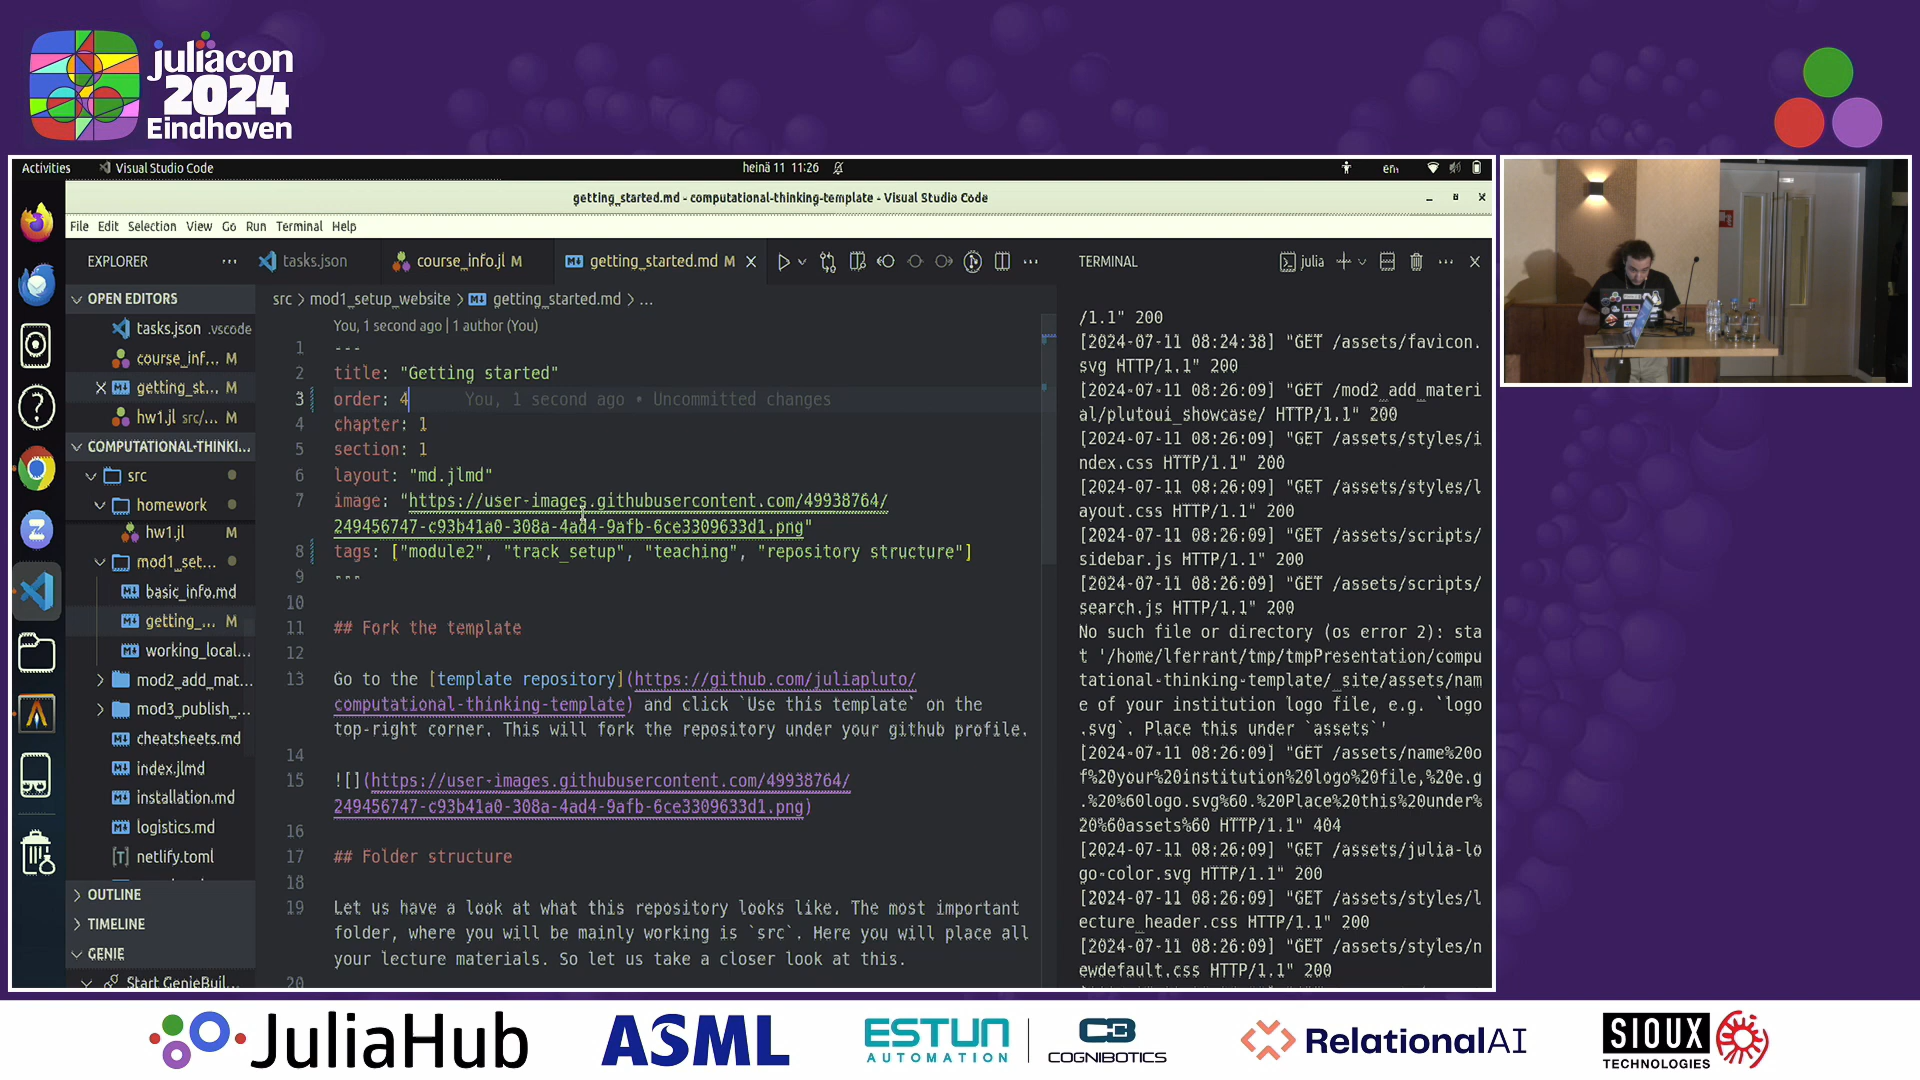 juliacon
2024
Eindhoven
Activities
Visual Studio Code
heinä 11 11:26
en
getting_started.md - computational-thinking-template - Visual Studio Code
File Edit Selection View Go Run Terminal Help
EXPLORER
tasks.json
course_info.jl M
getting_started.md M
TERMINAL
julia
OPEN EDITORS
tasks.json .vscode
course_inf... M
getting_st... M
hw1.jl src/... M
COMPUTATIONAL-THINKI...
src
homework
hw1.jl M
mod1_set...
basic_info.md
getting_... M
working_local...
mod2_add_mat...
mod3_publish_...
cheatsheets.md
index.jlmd
installation.md
logistics.md
netlify.toml
OUTLINE
TIMELINE
GENIE
Start GenieBuil...
src > mod1_setup_website > getting_started.md > ...
You, 1 second ago | 1 author (You)
1 ---
2 title: "Getting started"
3 order: 4 You, 1 second ago • Uncommitted changes
4 chapter: 1
5 section: 1
6 layout: "md.jlmd"
7 image: "https://user-images.githubusercontent.com/49938764/
249456747-c93b41a0-308a-4ad4-9afb-6ce3309633d1.png"
8 tags: ["module2", "track_setup", "teaching", "repository structure"]
9 ---
10
11 ## Fork the template
12
13 Go to the [template repository](https://github.com/juliapluto/
computational-thinking-template) and click `Use this template` on the
top-right corner. This will fork the repository under your github profile.
14
15 ![](https://user-images.githubusercontent.com/49938764/
249456747-c93b41a0-308a-4ad4-9afb-6ce3309633d1.png)
16
17 ## Folder structure
18
19 Let us have a look at what this repository looks like. The most important
folder, where you will be mainly working is `src`. Here you will place all
your lecture materials. So let us take a closer look at this.
20
/1.1" 200
[2024-07-11 08:24:38] "GET /assets/favicon.
svg HTTP/1.1" 200
[2024-07-11 08:26:09] "GET /mod2_add_materi
al/plutoui_showcase/ HTTP/1.1" 200
[2024-07-11 08:26:09] "GET /assets/styles/i
ndex.css HTTP/1.1" 200
[2024-07-11 08:26:09] "GET /assets/styles/l
ayout.css HTTP/1.1" 200
[2024-07-11 08:26:09] "GET /assets/scripts/
sidebar.js HTTP/1.1" 200
[2024-07-11 08:26:09] "GET /assets/scripts/
search.js HTTP/1.1" 200
No such file or directory (os error 2): sta
t '/home/lferrant/tmp/tmpPresentation/compu
tational-thinking-template/_site/assets/nam
e of your institution logo file, e.g. `logo
.svg`. Place this under `assets`'
[2024-07-11 08:26:09] "GET /assets/name%20o
f%20your%20institution%20logo%20file,%20e.g
.%20%60logo.svg%60.%20Place%20this%20under%
20%60assets%60 HTTP/1.1" 404
[2024-07-11 08:26:09] "GET /assets/julia-lo
go-color.svg HTTP/1.1" 200
[2024-07-11 08:26:09] "GET /assets/styles/l
ecture_header.css HTTP/1.1" 200
[2024-07-11 08:26:09] "GET /assets/styles/n
ewdefault.css HTTP/1.1" 200
JuliaHub
ASML
ESTUN
AUTOMATION
COGNIBOTICS
RelationalAI
SIOUX
TECHNOLOGIES